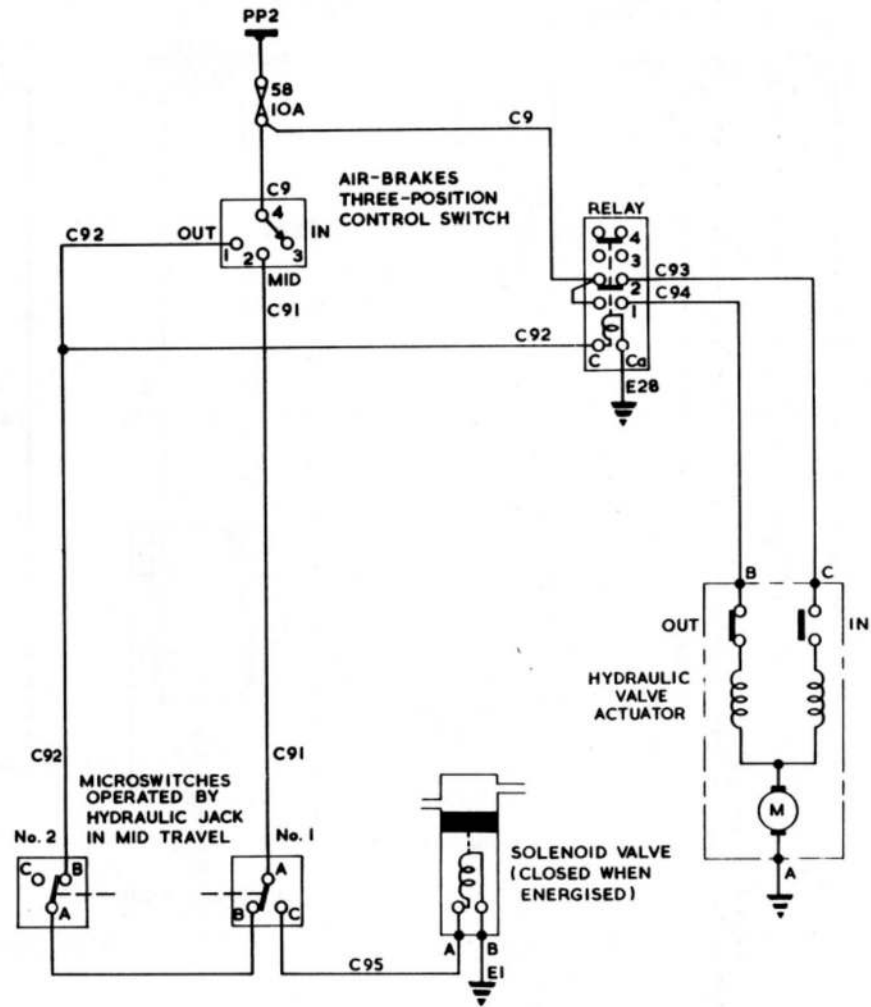 PP2
58
10A
C9
C9
AIR-BRAKES
THREE-POSITION
CONTROL SWITCH
RELAY
C92
OUT
4
IN
1
2
3
MID
C91
4
3
2
1
C93
C94
C92
C
Ca
E28
B
C
OUT
IN
HYDRAULIC
VALVE
ACTUATOR
C92
C91
MICROSWITCHES
OPERATED BY
HYDRAULIC JACK
IN MID TRAVEL
No. 2
No. 1
M
SOLENOID VALVE
(CLOSED WHEN
ENERGISED)
C
B
A
A
B
C
A
A
B
C95
E1